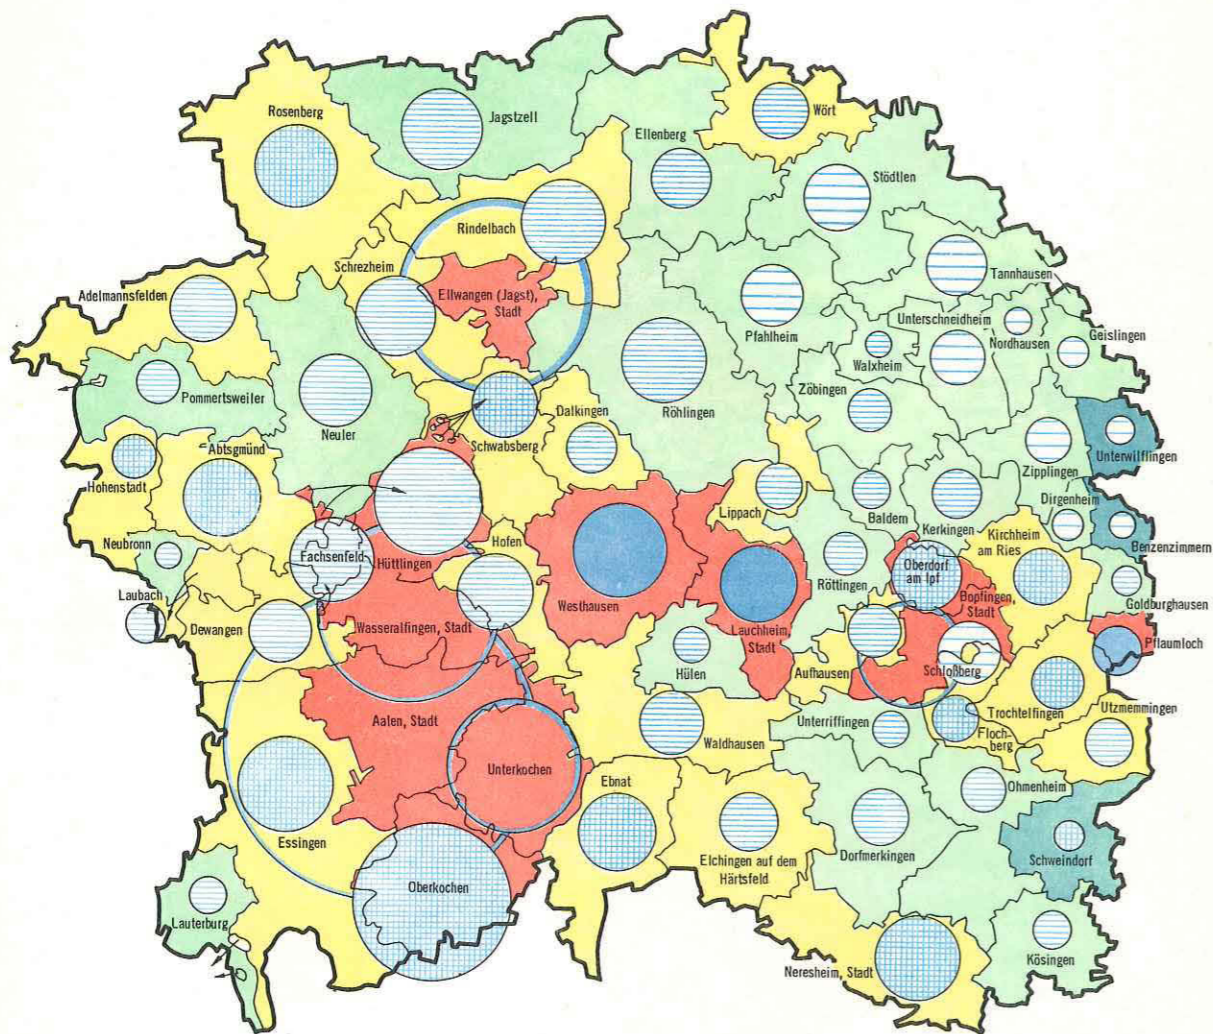 Rosenberg
Jagstzell
Wört
Ellenberg
Stödtlen
Rindelbach
Schrezheim
Ellwangen (Jagst),
Stadt
Tannhausen
Adelmannsfelden
Pfahlheim
Unterschneidheim
Nordhausen
Geislingen
Walxheim
Pommertsweiler
Neuler
Röhlingen
Zöbingen
Dalkingen
Schwabsberg
Abtsgmünd
Hohenstadt
Unterwilflingen
Zipplingen
Dirgenheim
Lippach
Baldern
Kerkingen
Kirchheim
am Ries
Benzenzimmern
Neubronn
Fachsenfeld
Hüttlingen
Hofen
Westhausen
Röttingen
Oberdorf
am Ipf
Bopfingen,
Stadt
Goldburghausen
Laubach
Dewangen
Wasseralfingen, Stadt
Lauchheim,
Stadt
Pflaumloch
Hülen
Aufhausen
Schloßberg
Aalen, Stadt
Trochtelfingen
Utzmemmingen
Unterriffingen
Floch-
berg
Waldhausen
Unterkochen
Ebnat
Ohmenheim
Essingen
Elchingen auf dem
Härtsfeld
Dorfmerkingen
Schweindorf
Oberkochen
Lauterburg
Neresheim, Stadt
Kösingen